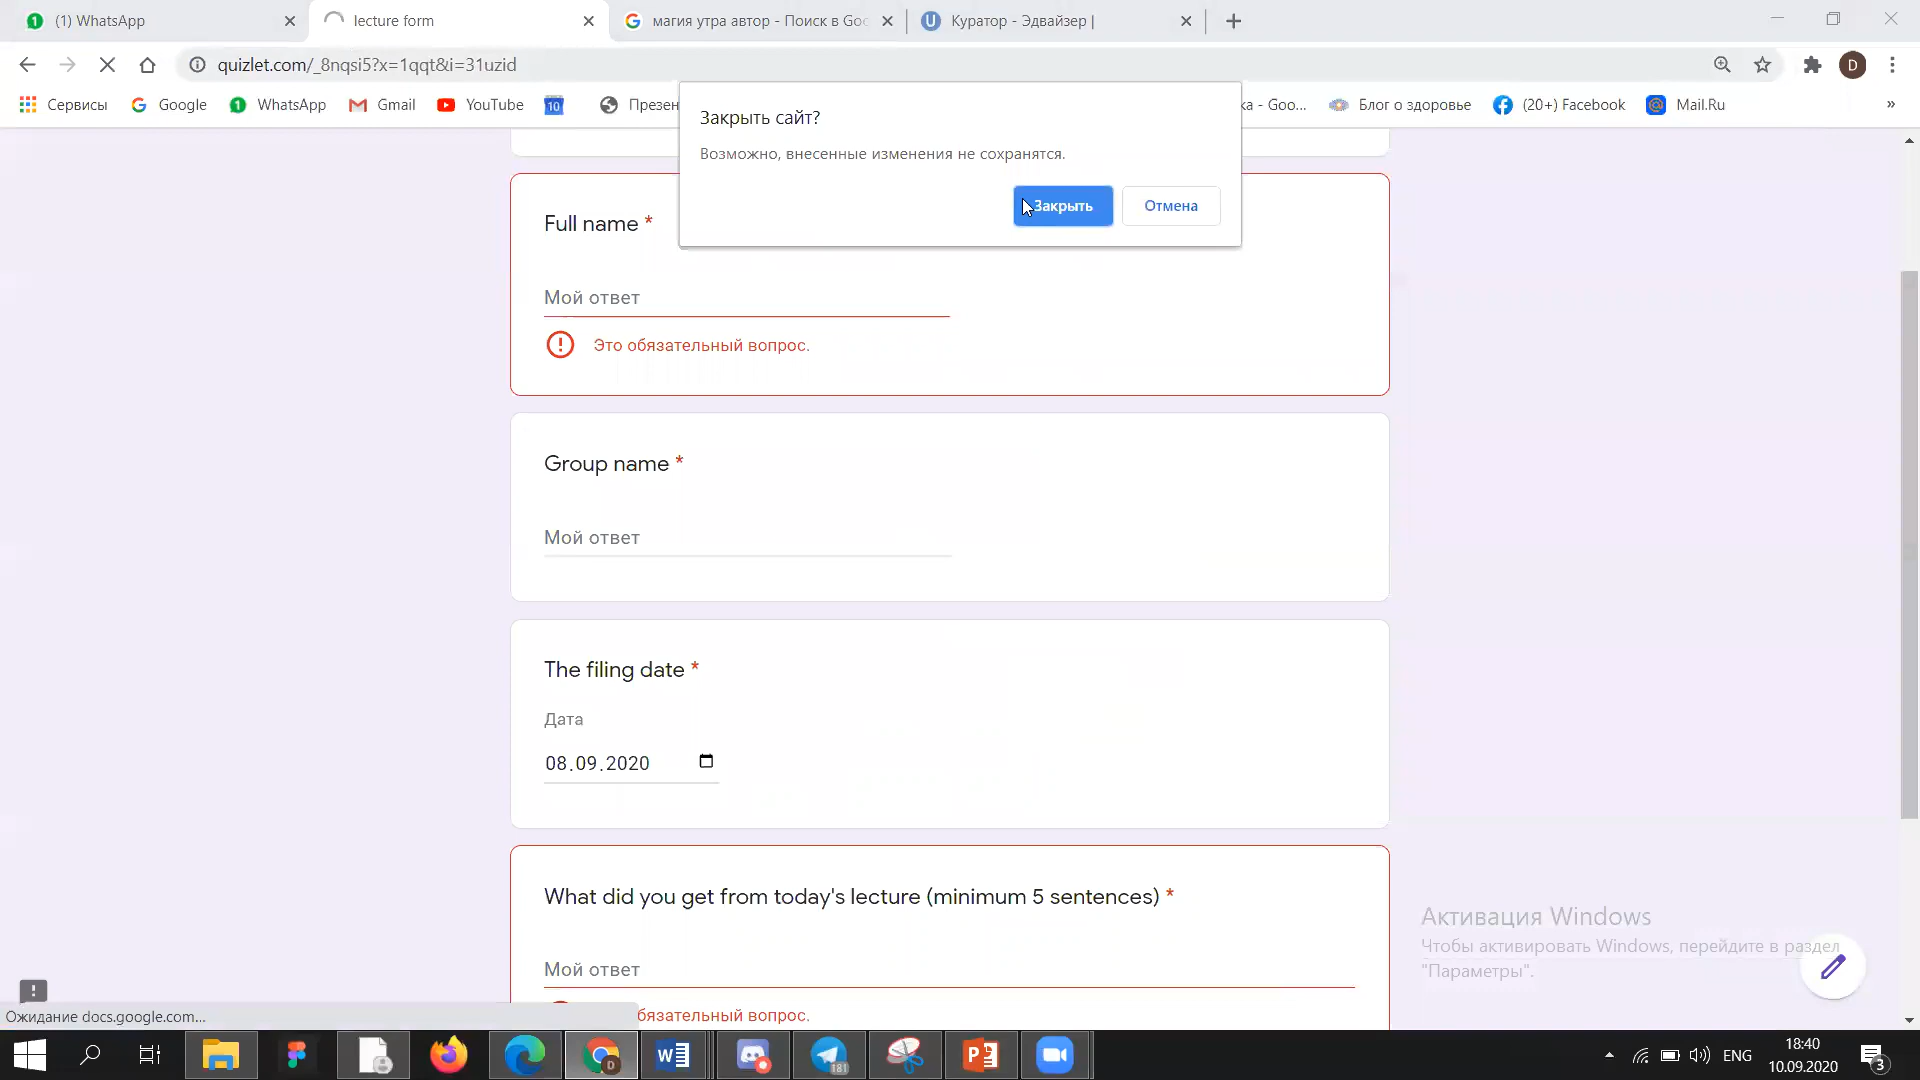 (1) WhatsApp
lecture form
магия утра автор - Поиск в Goo
Куратор - Эдвайзер |
quizlet.com/_8nqsi5?x=1qqt&i=31uzid
D
Сервисы
Google
WhatsApp
Gmail
YouTube
10
Презен
ка - Goo...
Блог о здоровье
(20+) Facebook
Mail.Ru
»
Закрыть сайт?
Возможно, внесенные изменения не сохранятся.
Закрыть
Отмена
Full name *
Мой ответ
Это обязательный вопрос.
Group name *
Мой ответ
The filing date *
Дата
08.09.2020
What did you get from today's lecture (minimum 5 sentences) *
Мой ответ
бязательный вопрос.
Активация Windows
Чтобы активировать Windows, перейдите в раздел
"Параметры".
Ожидание docs.google.com...
181
ENG
18:40
10.09.2020
3